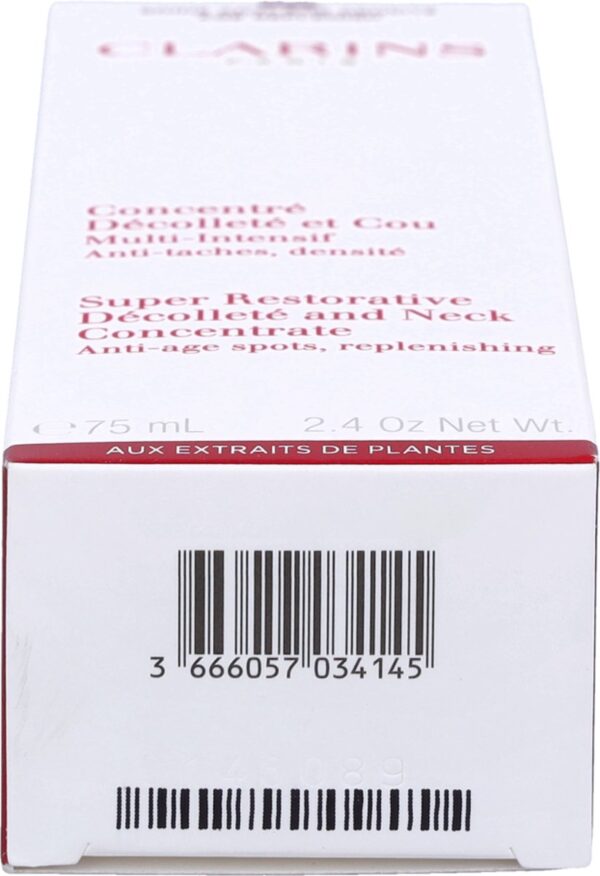 CLARINS
Concentré
Décolleté et Cou
Multi-Intensif
Anti-taches, densité
Super Restorative
Décolleté and Neck
Concentrate
Anti-age spots, replenishing
℮75 mL 2.4 Oz Net Wt.
AUX EXTRAITS DE PLANTES
3 666057 034145